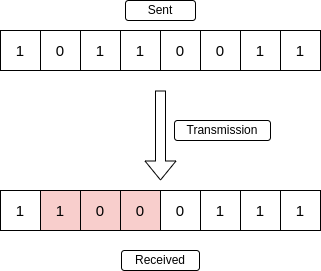 Sent
1 0 1 1 0 0 1 1
Transmission
1 1 0 0 0 1 1 1
Received